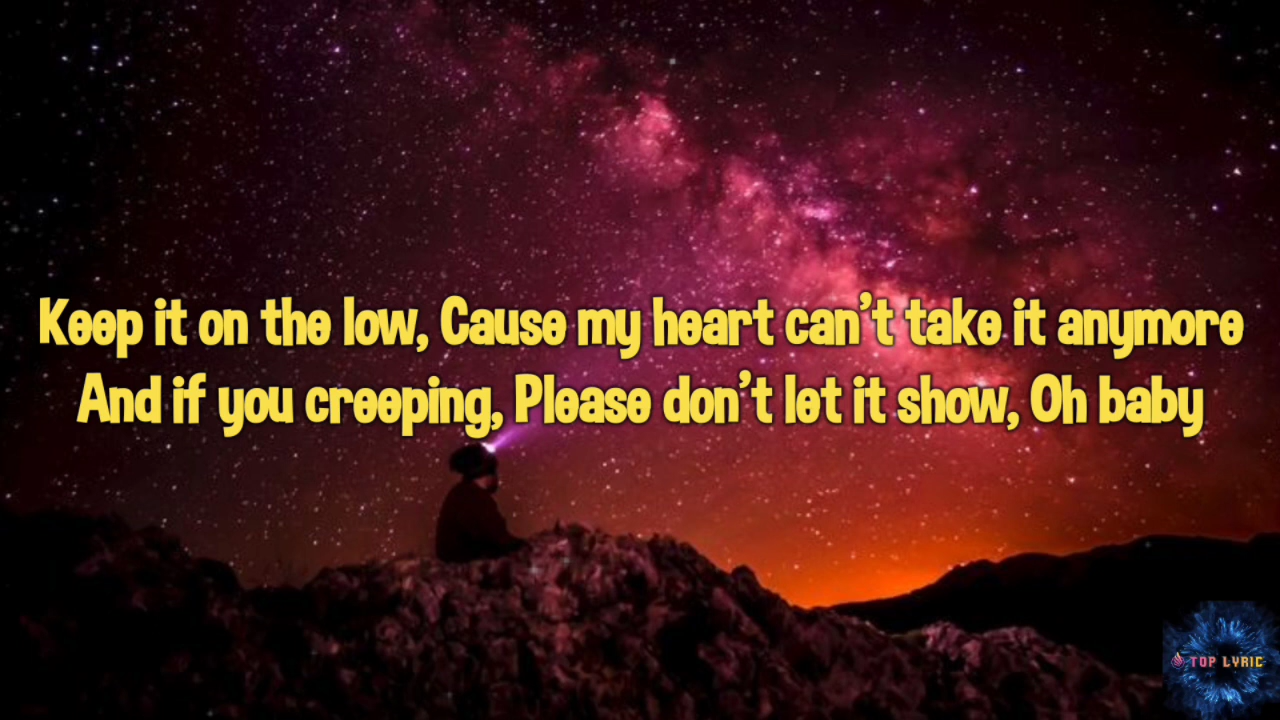 Keep it on the low, Cause my heart can't take it anymore
And if you creeping, Please don't let it show, Oh baby
TOP LYRIC